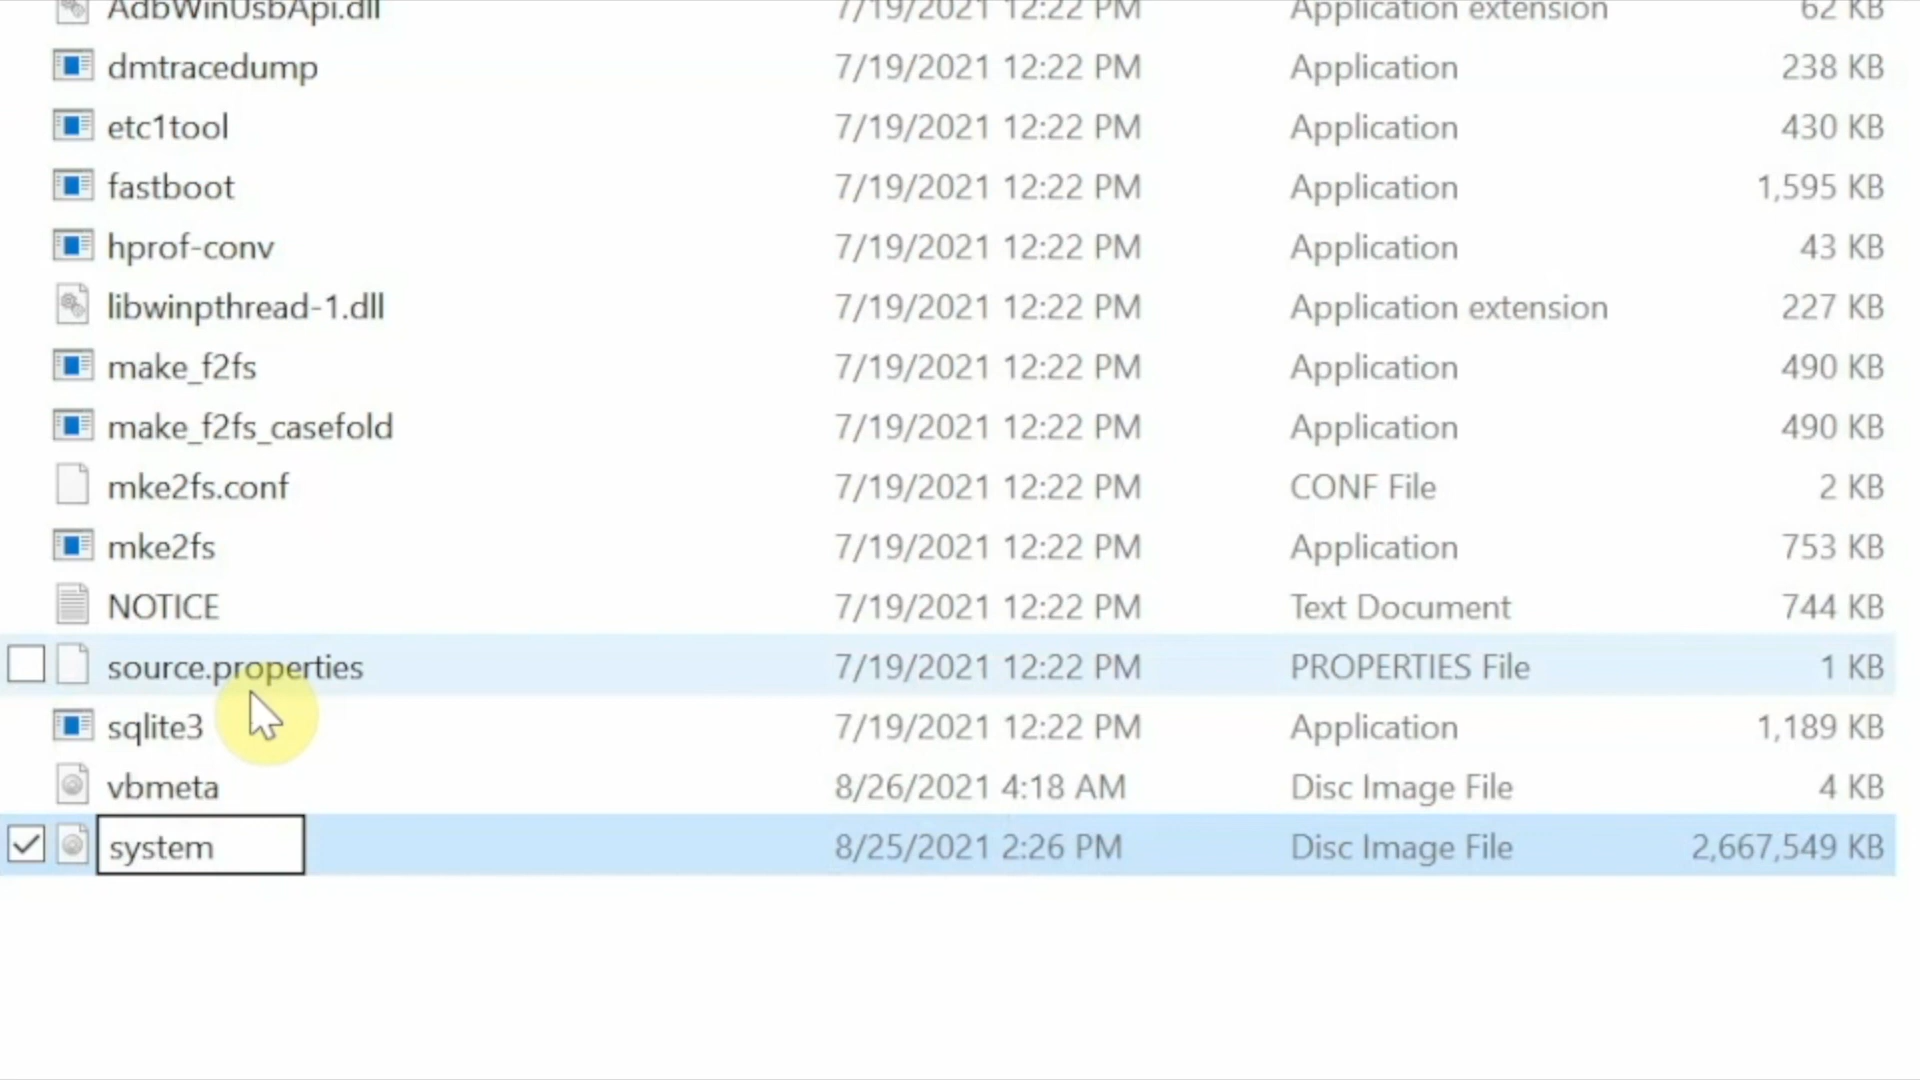 AdbWinUsbApi.dll 7/19/2021 12:22 PM Application extension 62 KB
dmtracedump 7/19/2021 12:22 PM Application 238 KB
etc1tool 7/19/2021 12:22 PM Application 430 KB
fastboot 7/19/2021 12:22 PM Application 1,595 KB
hprof-conv 7/19/2021 12:22 PM Application 43 KB
libwinpthread-1.dll 7/19/2021 12:22 PM Application extension 227 KB
make_f2fs 7/19/2021 12:22 PM Application 490 KB
make_f2fs_casefold 7/19/2021 12:22 PM Application 490 KB
mke2fs.conf 7/19/2021 12:22 PM CONF File 2 KB
mke2fs 7/19/2021 12:22 PM Application 753 KB
NOTICE 7/19/2021 12:22 PM Text Document 744 KB
source.properties 7/19/2021 12:22 PM PROPERTIES File 1 KB
sqlite3 7/19/2021 12:22 PM Application 1,189 KB
vbmeta 8/26/2021 4:18 AM Disc Image File 4 KB
system 8/25/2021 2:26 PM Disc Image File 2,667,549 KB